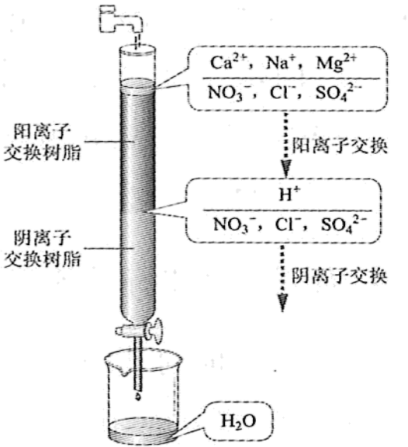 Ca²⁺, Na⁺, Mg²⁺
NO₃⁻, Cl⁻, SO₄²⁻
阳离子
交换树脂
阳离子交换
H⁺
NO₃⁻, Cl⁻, SO₄²⁻
阴离子
交换树脂
阴离子交换
H₂O